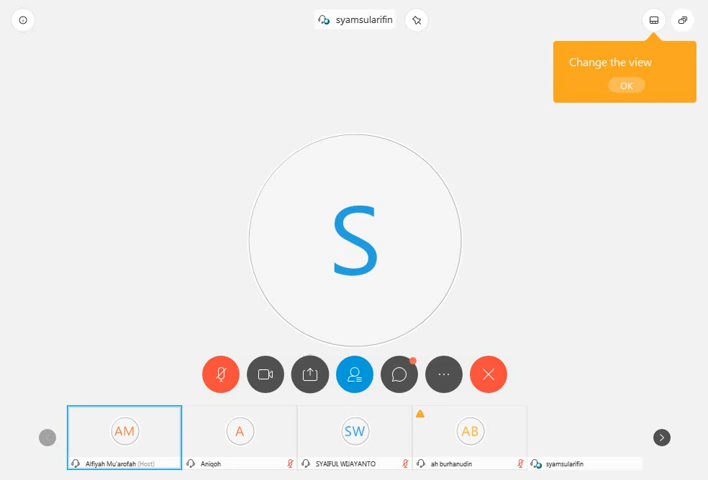 syamsularifin
Change the view
OK
S
AM
A
SW
AB
Alfiyah Mu'arofah (Host)
Aniqoh
SYAIFUL WIJAYANTO
ah burhanudin
syamsularifin